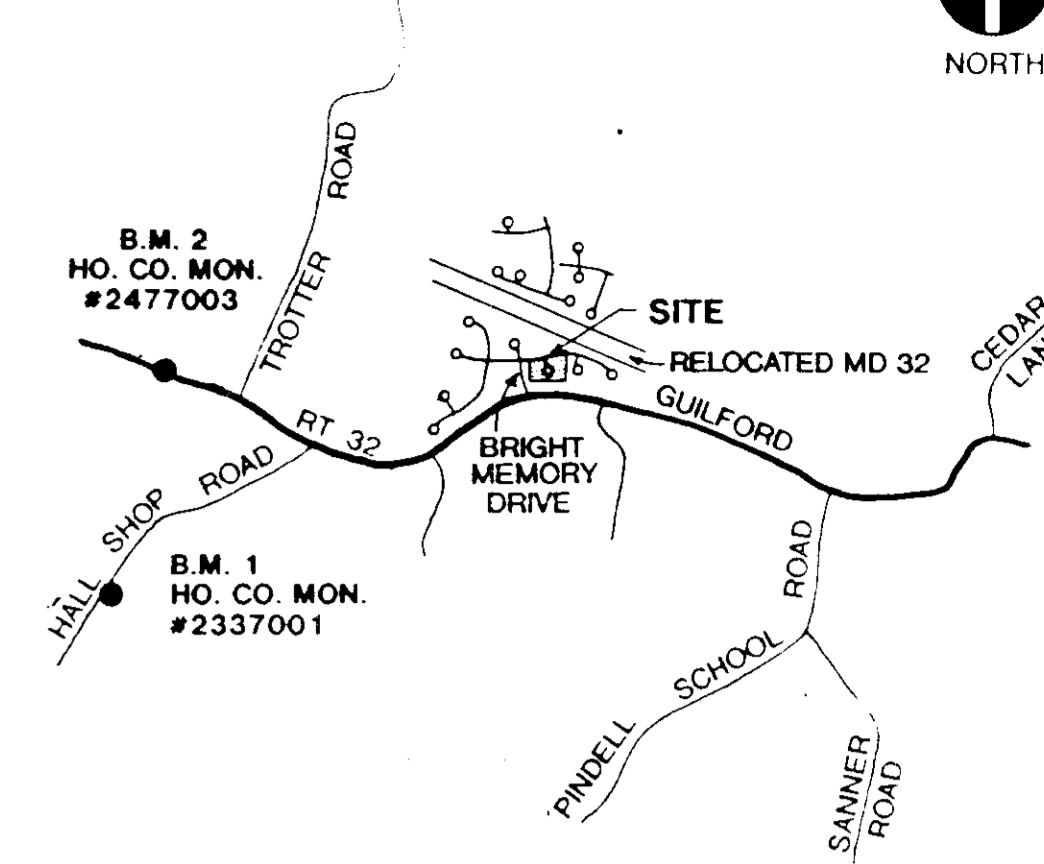 NORTH
TROTTER ROAD
B.M. 2
HO. CO. MON.
#2477003
SITE
RELOCATED MD 32
CEDAR
LAN
RT 32
GUILFORD
BRIGHT
MEMORY
DRIVE
HALL SHOP ROAD
B.M. 1
HO. CO. MON.
#2337001
ROAD
PINDELL SCHOOL
SANNER
ROAD